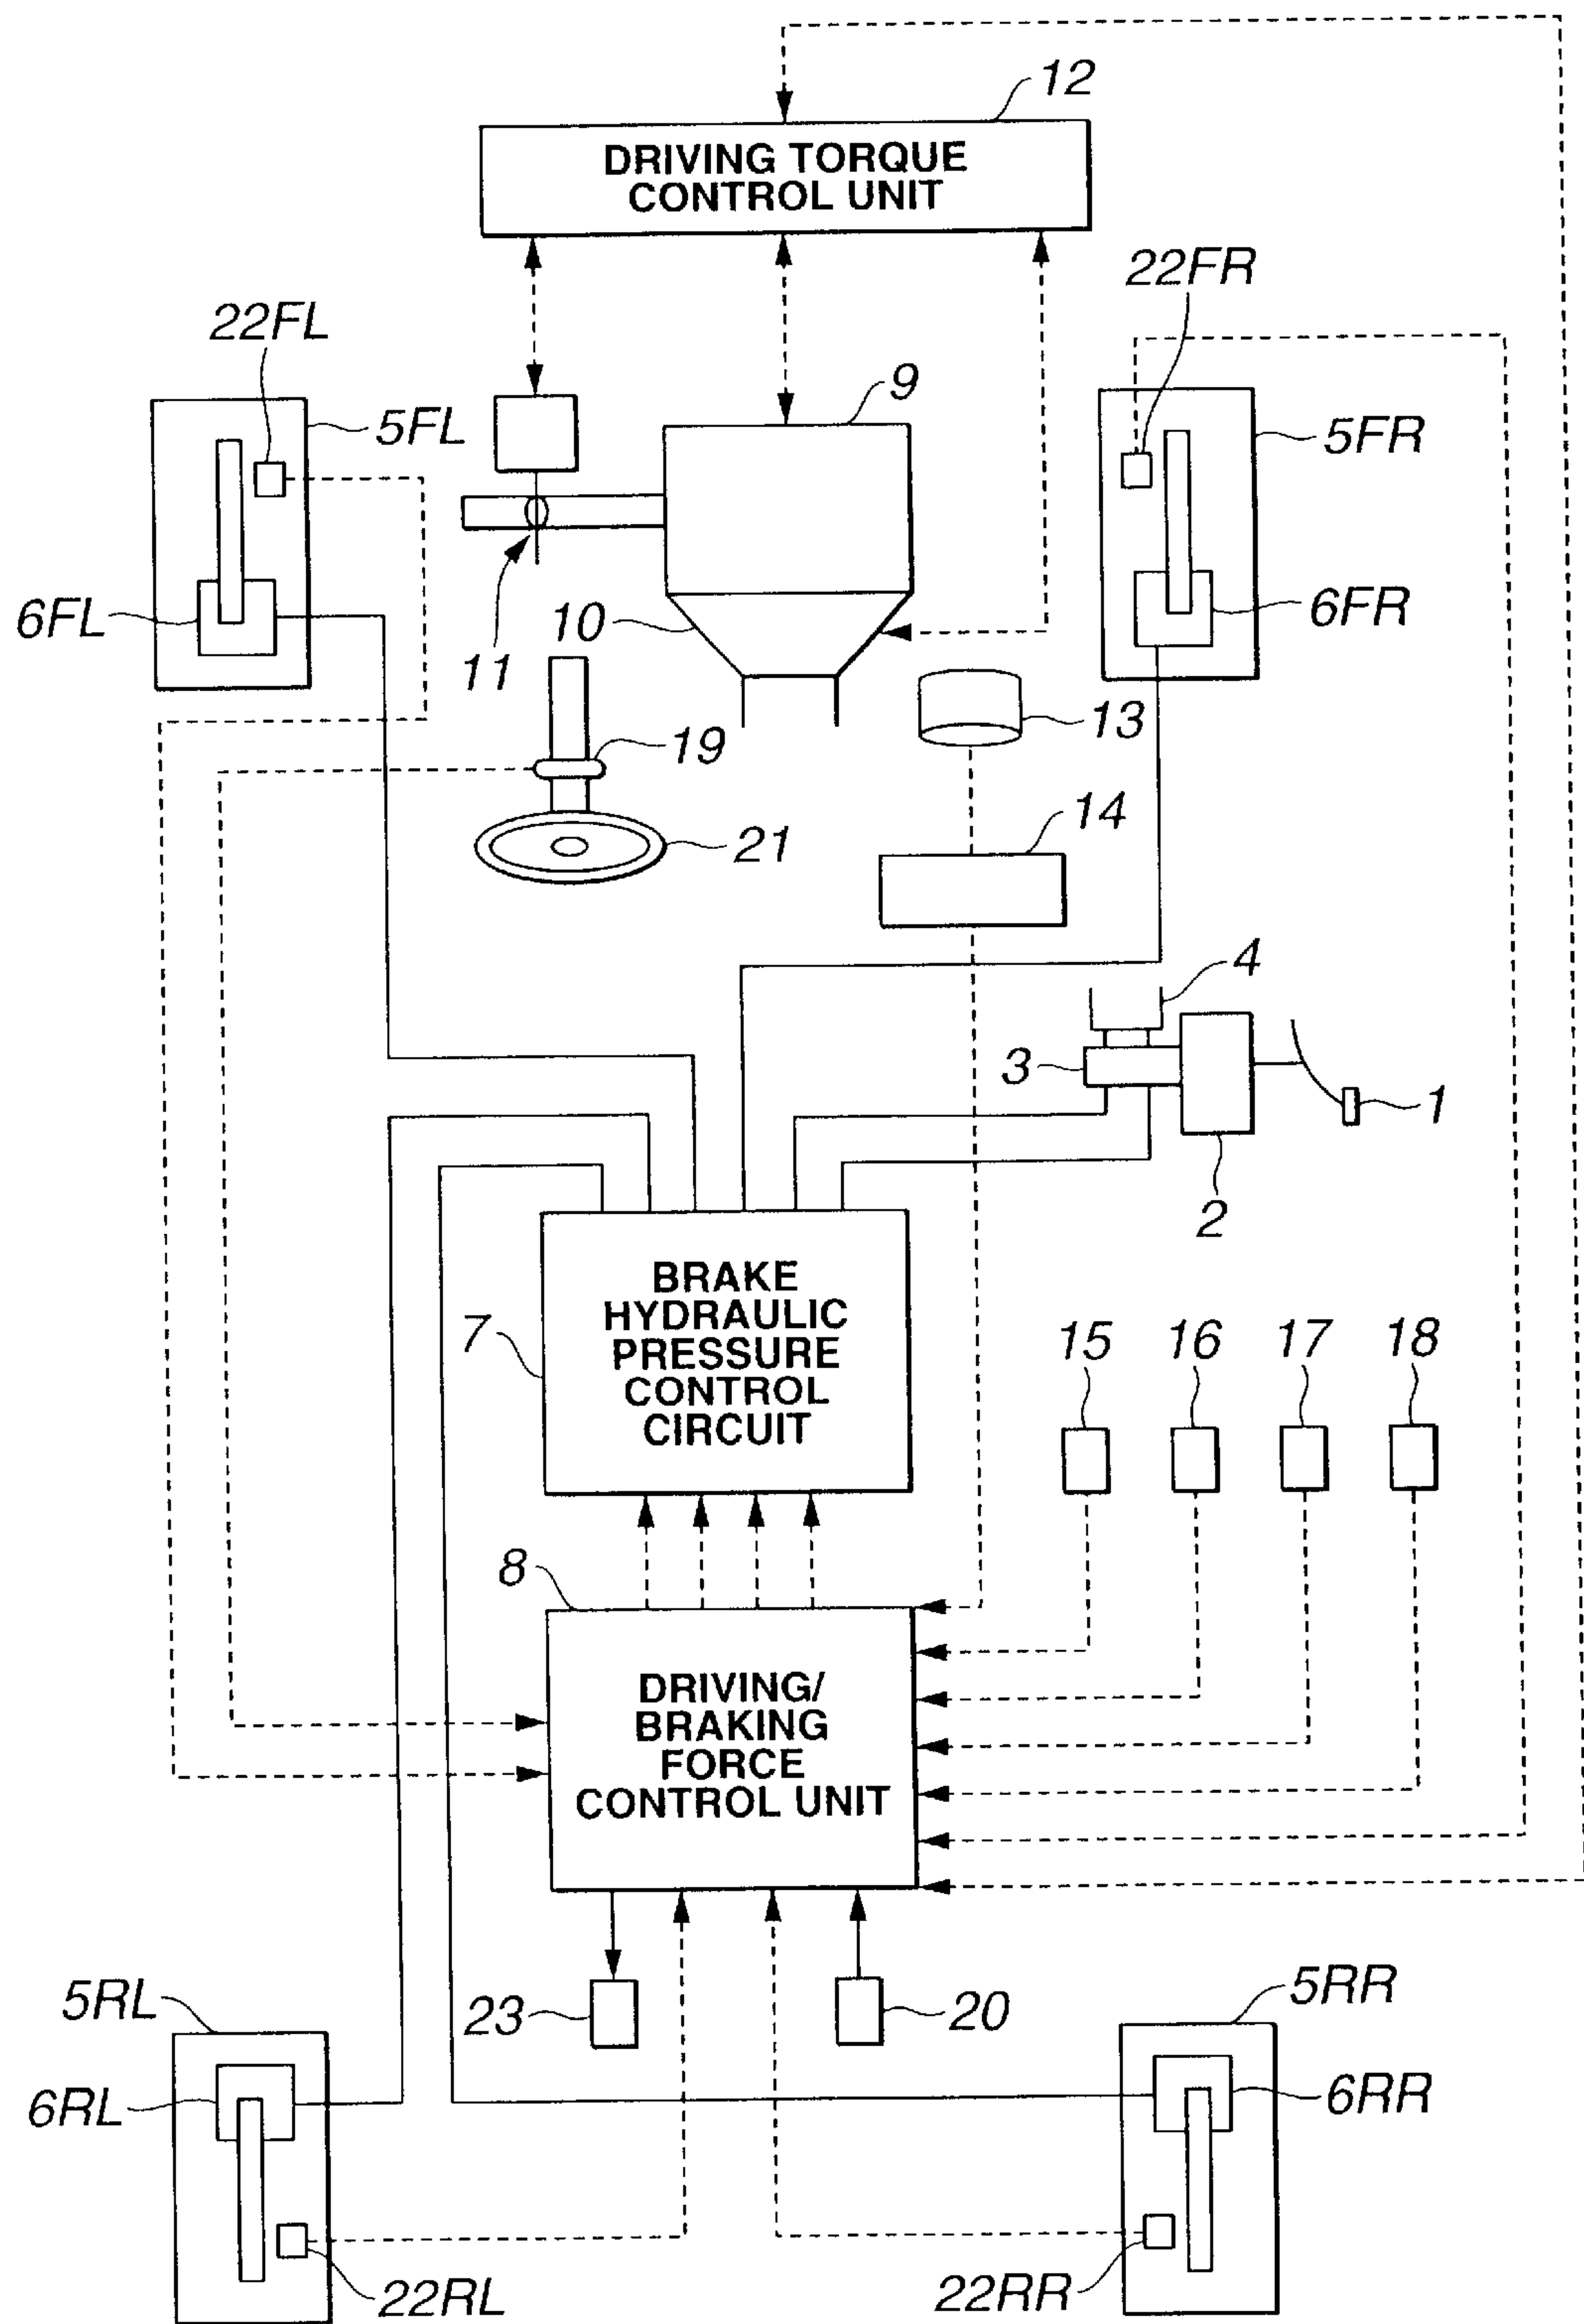 12
DRIVING TORQUE
CONTROL UNIT
22FR
22FL
9
5FL
5FR
6FL
10
6FR
11
13
19
14
21
4
3
1
2
BRAKE
HYDRAULIC
PRESSURE
CONTROL
CIRCUIT
7
15
16
17
18
8
DRIVING/
BRAKING
FORCE
CONTROL UNIT
5RL
23
20
5RR
6RL
6RR
22RL
22RR